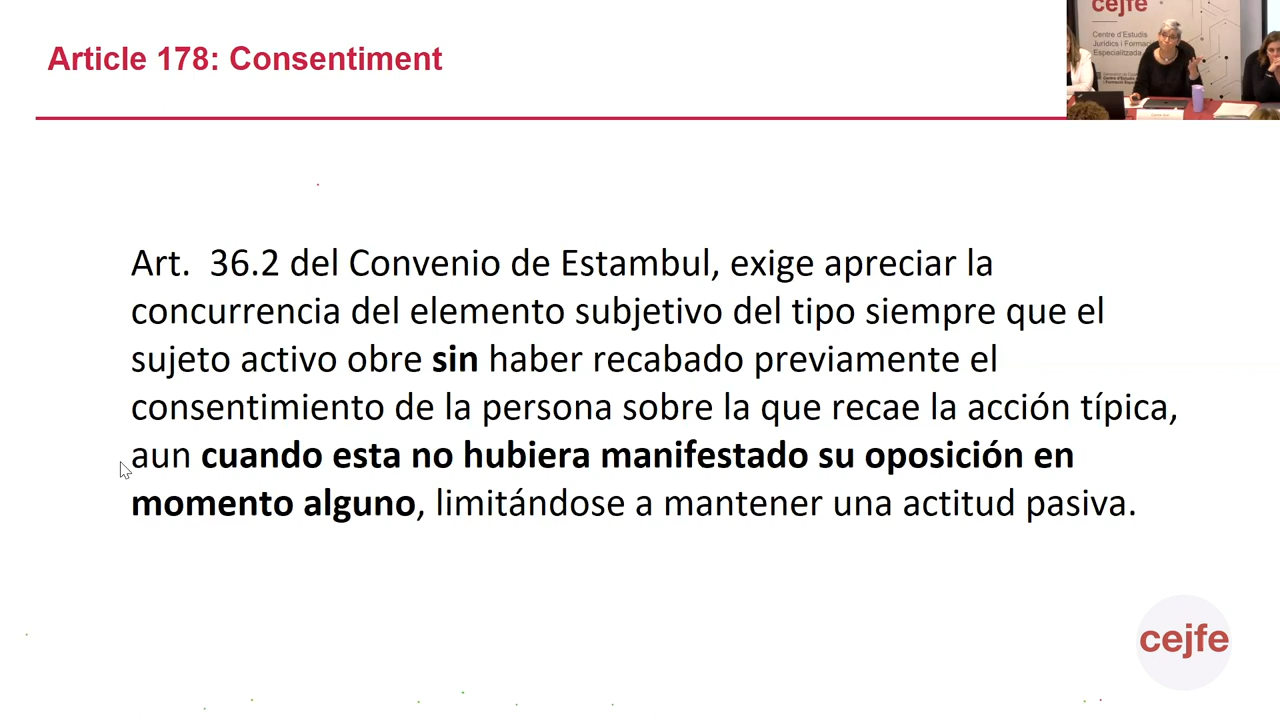 Article 178: Consentiment
cejfe
Centre d'Estudis
Jurídics i Formació
Especialitzada
Art. 36.2 del Convenio de Estambul, exige apreciar la
concurrencia del elemento subjetivo del tipo siempre que el
sujeto activo obre sin haber recabado previamente el
consentimiento de la persona sobre la que recae la acción típica,
aun cuando esta no hubiera manifestado su oposición en
momento alguno, limitándose a mantener una actitud pasiva.
cejfe